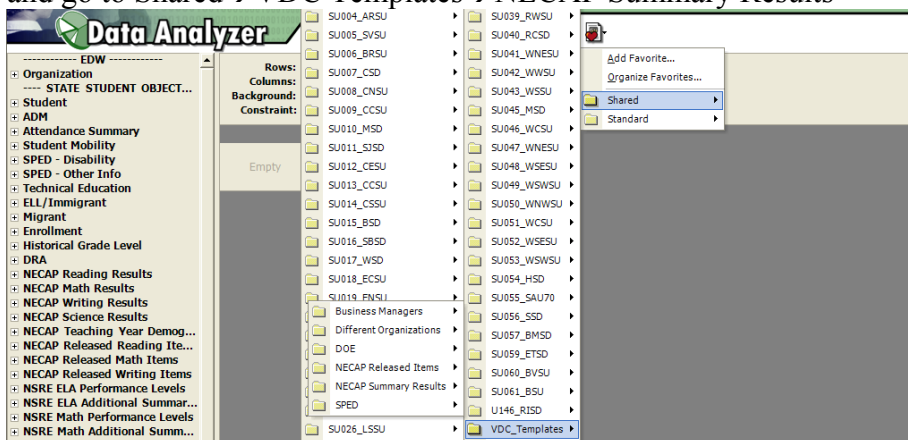 and go to Shared → VDC Templates → NECAP Summary Results
Data Analyzer
------------ EDW ------------
Organization
---- STATE STUDENT OBJECT...
Student
ADM
Attendance Summary
Student Mobility
SPED - Disability
SPED - Other Info
Technical Education
ELL/Immigrant
Migrant
Enrollment
Historical Grade Level
DRA
NECAP Reading Results
NECAP Math Results
NECAP Writing Results
NECAP Science Results
NECAP Teaching Year Demog...
NECAP Released Reading Ite...
NECAP Released Math Items
NECAP Released Writing Items
NSRE ELA Performance Levels
NSRE ELA Additional Summar...
NSRE Math Performance Levels
NSRE Math Additional Summ...
Rows:
Columns:
Background:
Constraint:
Empty
SU004_ARSU
SU005_SVSU
SU006_BRSU
SU007_CSD
SU008_CNSU
SU009_CCSU
SU010_MSD
SU011_SJSD
SU012_CESU
SU013_CCSU
SU014_CSSU
SU015_BSD
SU016_SBSD
SU017_WSD
SU018_ECSU
SU019_FNSU
Business Managers
Different Organizations
DOE
NECAP Released Items
NECAP Summary Results
SPED
SU026_LSSU
SU039_RWSU
SU040_RCSD
SU041_WNESU
SU042_WWSU
SU043_WSSU
SU045_MSD
SU046_WCSU
SU047_WNESU
SU048_WSESU
SU049_WSWSU
SU050_WNWSU
SU051_WCSU
SU052_WSESU
SU053_WSWSU
SU054_HSD
SU055_SAU70
SU056_SSD
SU057_BMSD
SU059_ETSD
SU060_BVSU
SU061_BSU
U146_RISD
VDC_Templates
Add Favorite...
Organize Favorites...
Shared
Standard